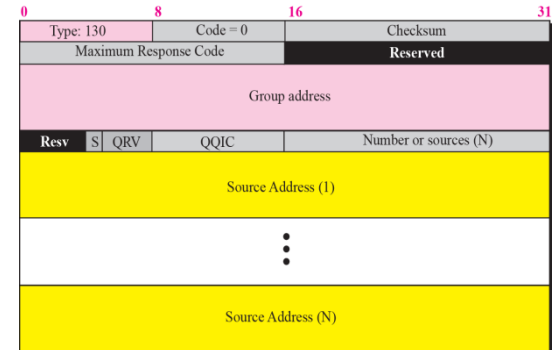 0 8 16 31
Type: 130 Code = 0 Checksum
Maximum Response Code Reserved
Group address
Resv S QRV QQIC Number or sources (N)
Source Address (1)
Source Address (N)